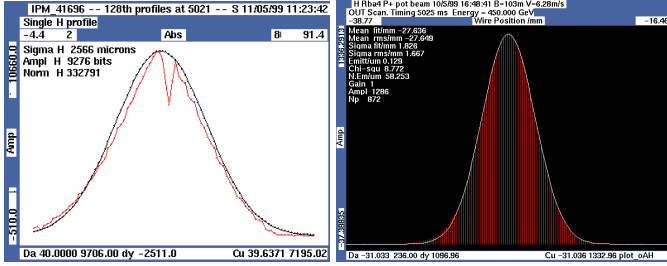 IPM_41696 -- 128th profiles at 5021 -- S 11/05/99 11:23:42
Single H profile
-4.4 2 Abs 8 91.4
Sigma H 2566 microns
Ampl H 9276 bits
Norm H 332791
10660.0
Amp
-510.0
Da 40.0000 9706.00 dy -2511.0 Cu 39.6371 7195.02
H Rba4 P+ pot beam 10/5/99 16:48:41 B=103m V=6.28m/s
OUT Scan. Timing 5025 ms Energy = 450.000 GeV
-38.77 Wire Position /mm -16.46
Mean fit/mm -27.636
Mean rms/mm -27.649
Sigma fit/mm 1.826
Sigma rms/mm 1.667
Emitt/um 0.129
Chi-squ 8.772
N.Em/um 58.253
Gain 1
Ampl 1286
Np 872
Amp
Da -31.033 236.00 dy 1096.96 Cu -31.036 1332.96 plot_oAH